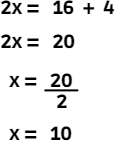 2x = 16 + 4
2x = 20
x = 20/2
x = 10